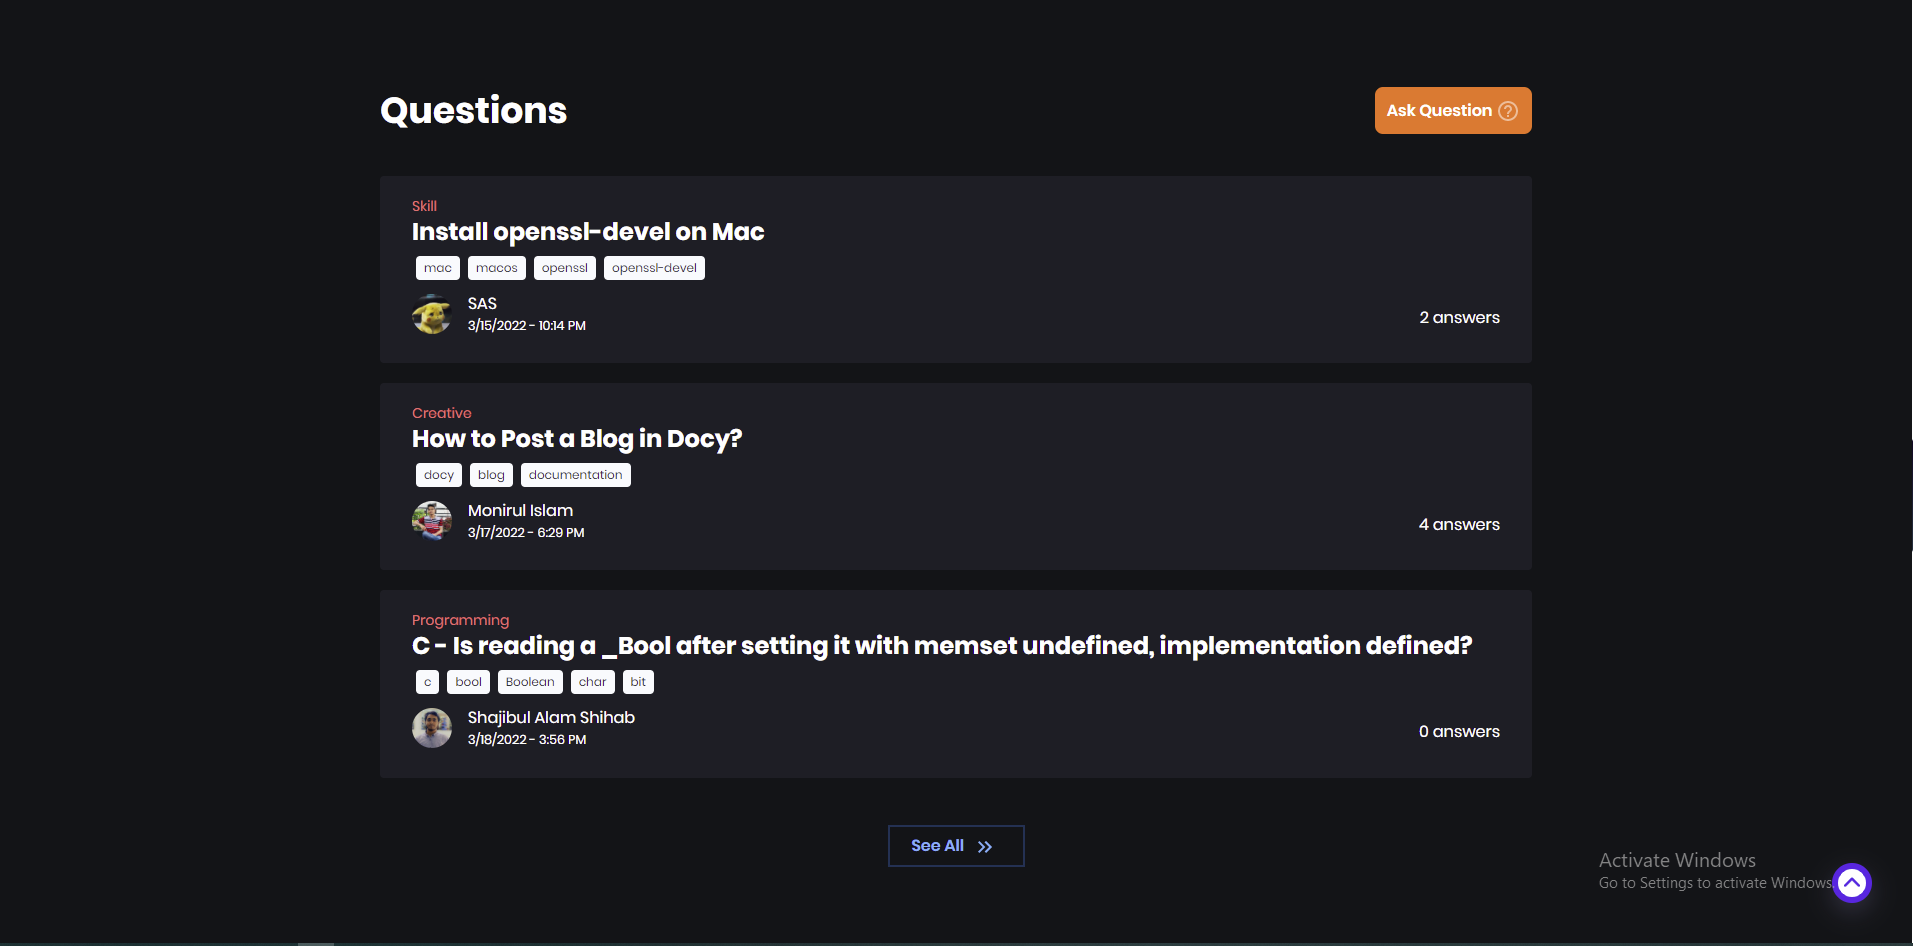 Questions
Ask Question
Skill
Install openssl-devel on Mac
mac macos openssl openssl-devel
SAS
3/15/2022 - 10:14 PM
2 answers
Creative
How to Post a Blog in Docy?
docy blog documentation
Monirul Islam
3/17/2022 - 6:29 PM
4 answers
Programming
C - Is reading a _Bool after setting it with memset undefined, implementation defined?
c bool Boolean char bit
Shajibul Alam Shihab
3/18/2022 - 3:56 PM
0 answers
See All
Activate Windows
Go to Settings to activate Windows.